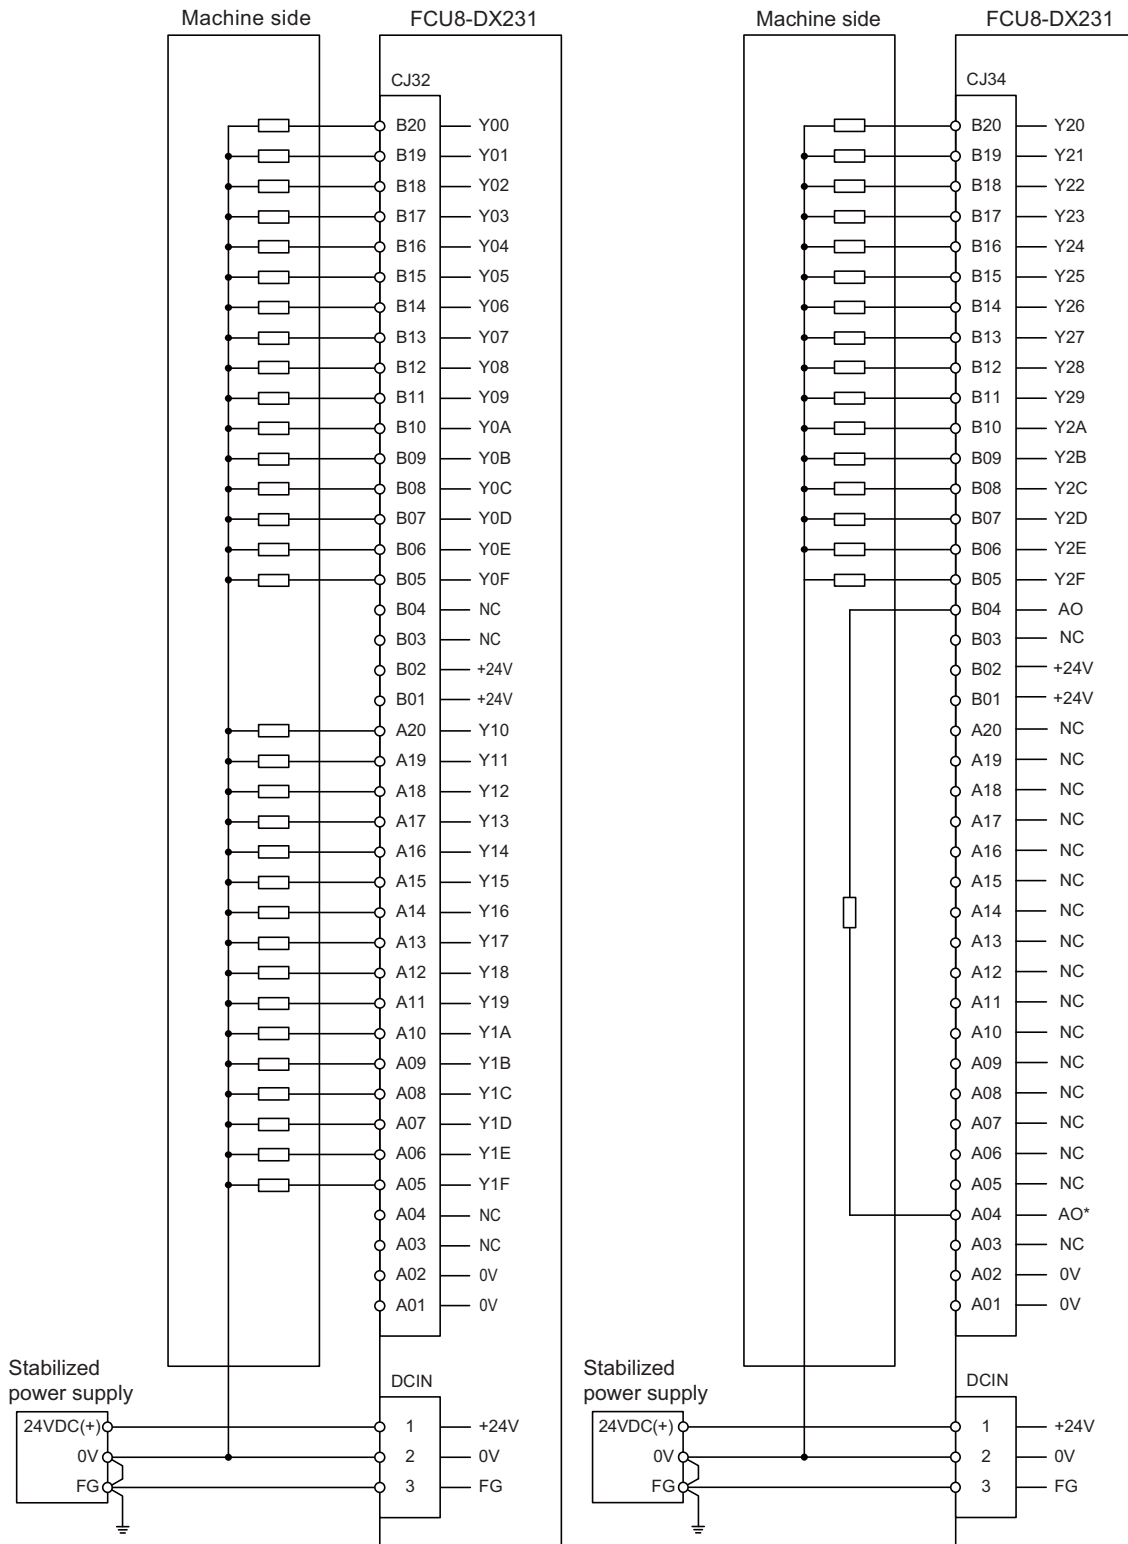 Machine side FCU8-DX231
CJ32
B20 Y00
B19 Y01
B18 Y02
B17 Y03
B16 Y04
B15 Y05
B14 Y06
B13 Y07
B12 Y08
B11 Y09
B10 Y0A
B09 Y0B
B08 Y0C
B07 Y0D
B06 Y0E
B05 Y0F
B04 NC
B03 NC
B02 +24V
B01 +24V
A20 Y10
A19 Y11
A18 Y12
A17 Y13
A16 Y14
A15 Y15
A14 Y16
A13 Y17
A12 Y18
A11 Y19
A10 Y1A
A09 Y1B
A08 Y1C
A07 Y1D
A06 Y1E
A05 Y1F
A04 NC
A03 NC
A02 0V
A01 0V
Stabilized
power supply
DCIN
24VDC(+) 1 +24V
0V 2 0V
FG 3 FG
Machine side FCU8-DX231
CJ34
B20 Y20
B19 Y21
B18 Y22
B17 Y23
B16 Y24
B15 Y25
B14 Y26
B13 Y27
B12 Y28
B11 Y29
B10 Y2A
B09 Y2B
B08 Y2C
B07 Y2D
B06 Y2E
B05 Y2F
B04 AO
B03 NC
B02 +24V
B01 +24V
A20 NC
A19 NC
A18 NC
A17 NC
A16 NC
A15 NC
A14 NC
A13 NC
A12 NC
A11 NC
A10 NC
A09 NC
A08 NC
A07 NC
A06 NC
A05 NC
A04 AO*
A03 NC
A02 0V
A01 0V
Stabilized
power supply
DCIN
24VDC(+) 1 +24V
0V 2 0V
FG 3 FG